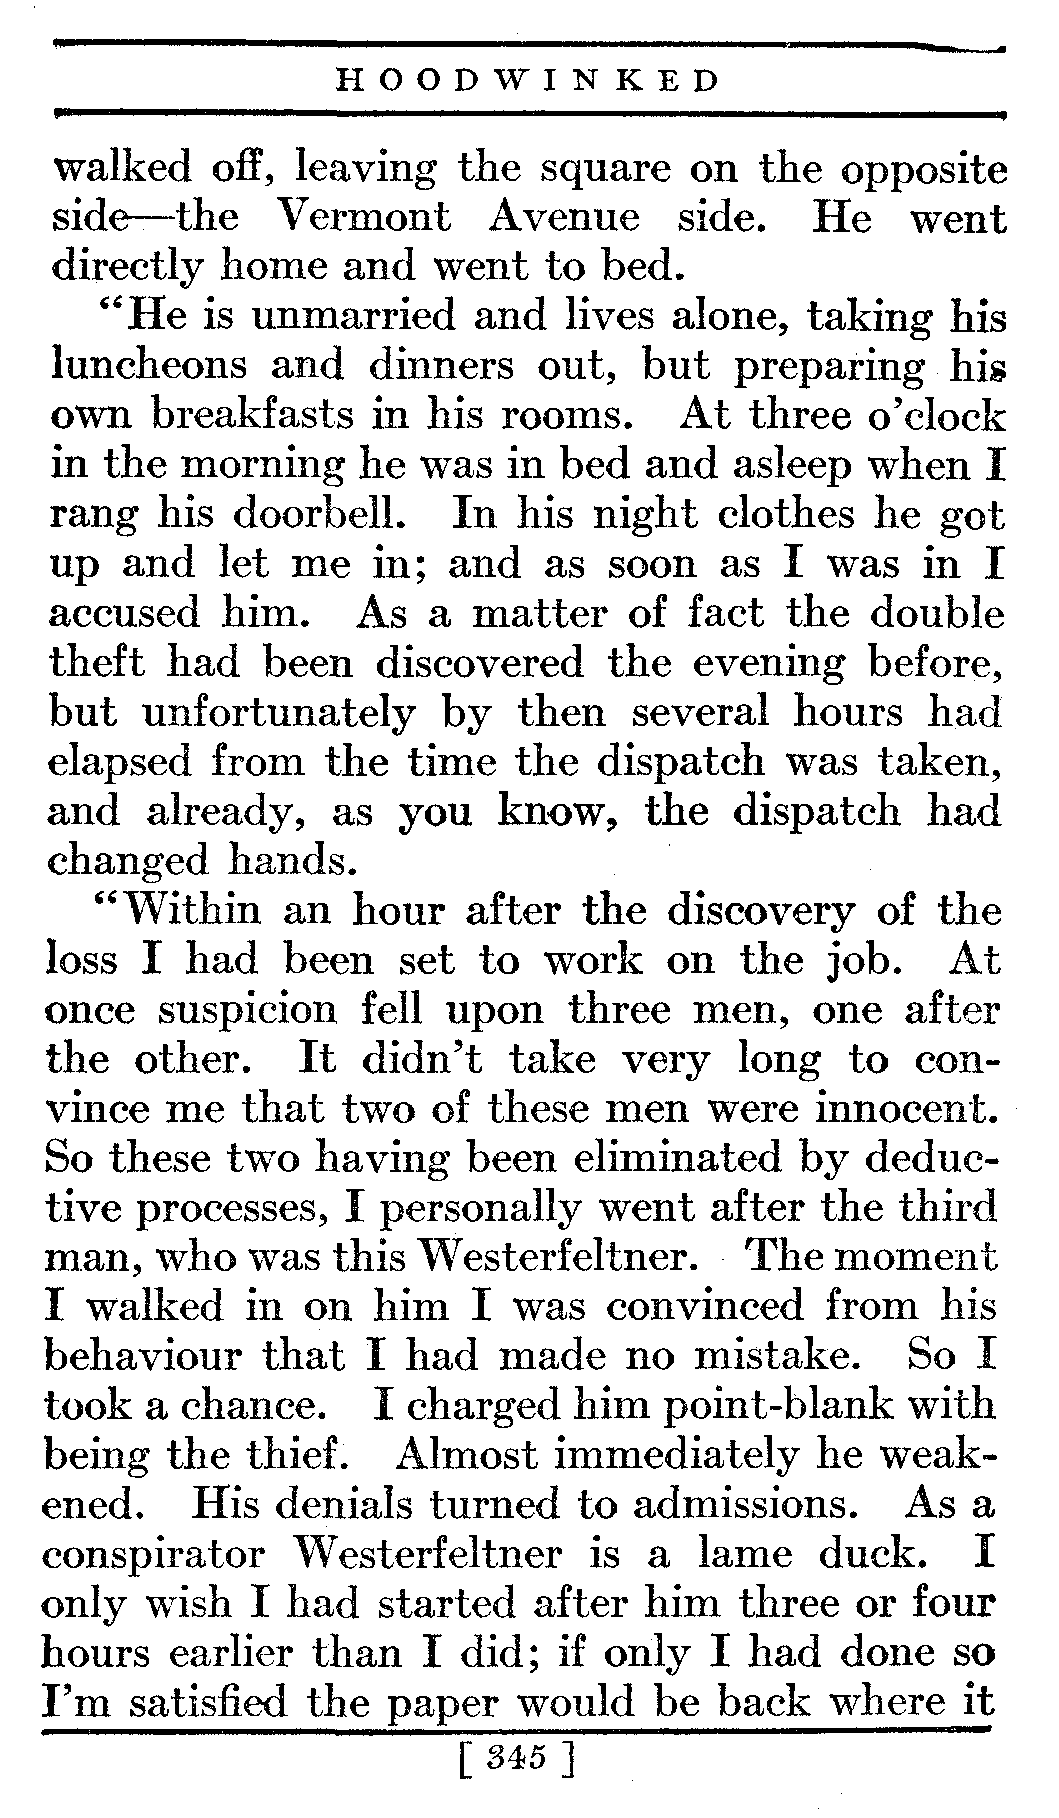 HOODWINKED
walked off, leaving the square on the opposite
side—the Vermont Avenue side. He went
directly home and went to bed.
“He is unmarried and lives alone, taking his
luncheons and dinners out, but preparing his
own breakfasts in his rooms. At three o’clock
in the morning he was in bed and asleep when I
rang his doorbell. In his night clothes he got
up and let me in; and as soon as I was in I
accused him. As a matter of fact the double
theft had been discovered the evening before,
but unfortunately by then several hours had
elapsed from the time the dispatch was taken,
and already, as you know, the dispatch had
changed hands.
“Within an hour after the discovery of the
loss I had been set to work on the job. At
once suspicion fell upon three men, one after
the other. It didn’t take very long to con-
vince me that two of these men were innocent.
So these two having been eliminated by deduc-
tive processes, I personally went after the third
man, who was this Westerfeltner. The moment
I walked in on him I was convinced from his
behaviour that I had made no mistake. So I
took a chance. I charged him point-blank with
being the thief. Almost immediately he weak-
ened. His denials turned to admissions. As a
conspirator Westerfeltner is a lame duck. I
only wish I had started after him three or four
hours earlier than I did; if only I had done so
I’m satisfied the paper would be back where it
[ 345 ]